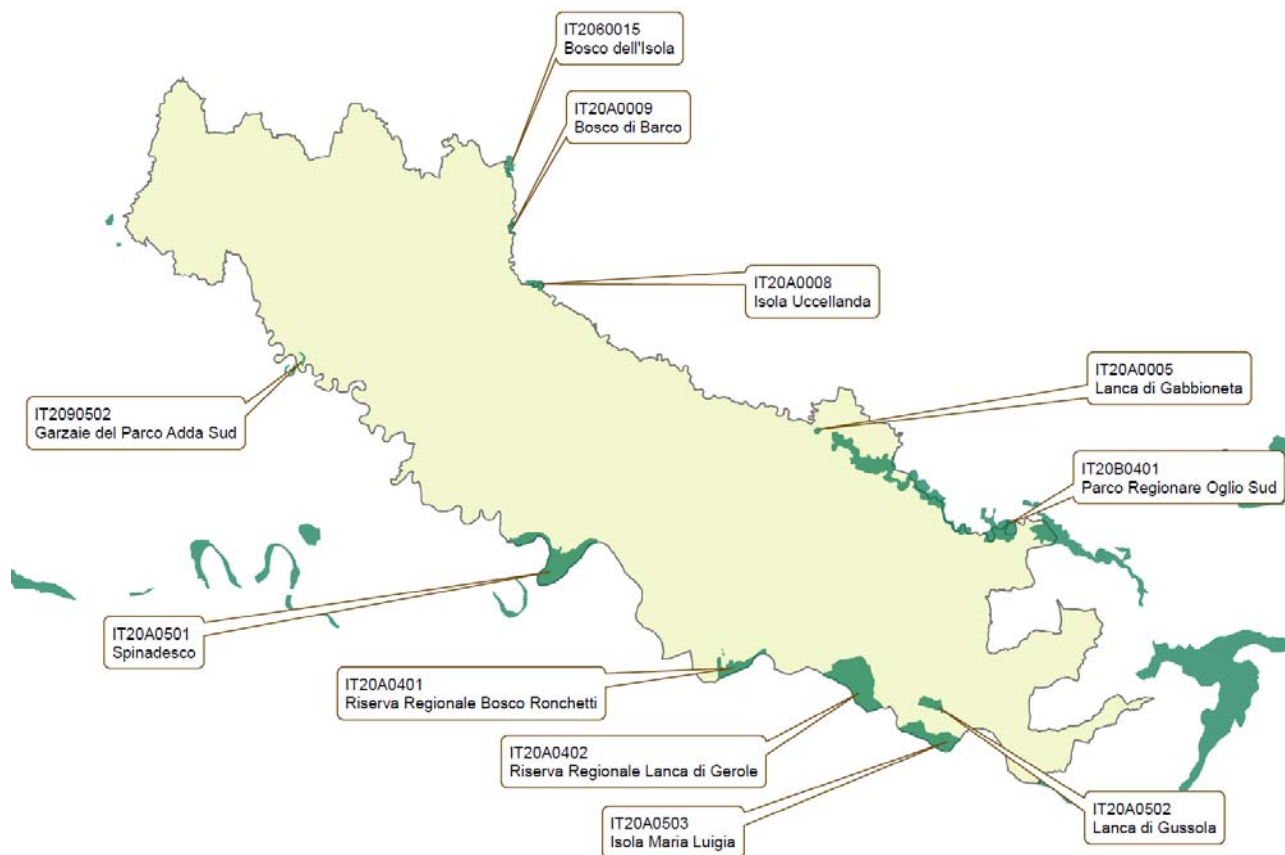 IT2060015
Bosco dell'Isola
IT20A0009
Bosco di Barco
IT20A0008
Isola Uccellanda
IT20A0005
Lanca di Gabbioneta
IT2090502
Garzaie del Parco Adda Sud
IT20B0401
Parco Regionare Oglio Sud
IT20A0501
Spinadesco
IT20A0401
Riserva Regionale Bosco Ronchetti
IT20A0402
Riserva Regionale Lanca di Gerole
IT20A0502
Lanca di Gussola
IT20A0503
Isola Maria Luigia